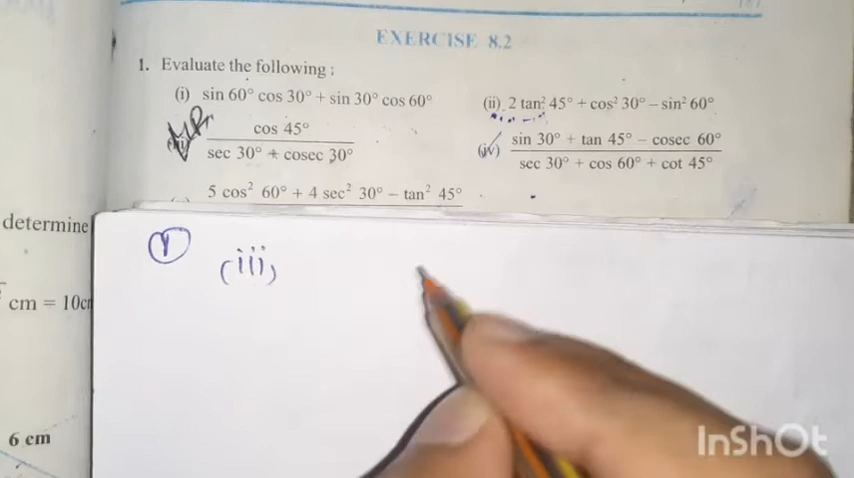 EXERCISE 8.2
1. Evaluate the following :
(i) sin 60° cos 30° + sin 30° cos 60°
(ii) 2 tan² 45° + cos² 30° – sin² 60°
cos 45°
sec 30° + cosec 30°
(iv) sin 30° + tan 45° – cosec 60°
sec 30° + cos 60° + cot 45°
5 cos² 60° + 4 sec² 30° – tan² 45°
determine
cm = 10cm
6 cm
1 (iii)
InShOt